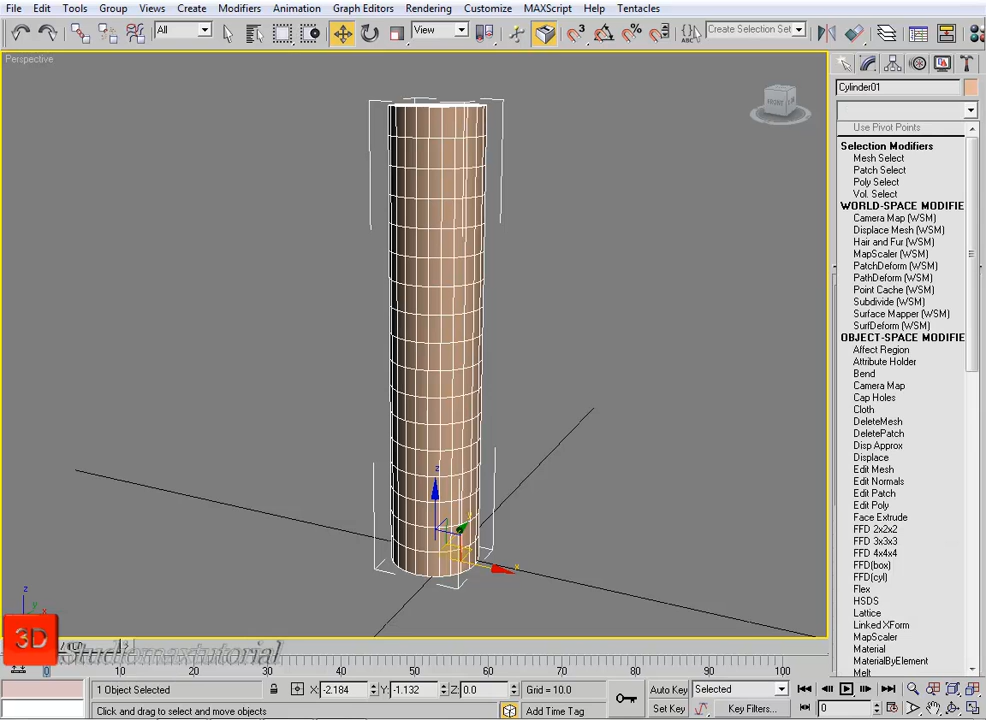 File Edit Tools Group Views Create Modifiers Animation Graph Editors Rendering Customize MAXScript Help Tentacles
All View Create Selection Set
Perspective
FRONT
Cylinder01
Use Pivot Points
Selection Modifiers
Mesh Select
Patch Select
Poly Select
Vol. Select
WORLD-SPACE MODIFIE
Camera Map (WSM)
Displace Mesh (WSM)
Hair and Fur (WSM)
MapScaler (WSM)
PatchDeform (WSM)
PathDeform (WSM)
Point Cache (WSM)
Subdivide (WSM)
Surface Mapper (WSM)
SurfDeform (WSM)
OBJECT-SPACE MODIFIE
Affect Region
Attribute Holder
Bend
Camera Map
Cap Holes
Cloth
DeleteMesh
DeletePatch
Disp Approx
Displace
Edit Mesh
Edit Normals
Edit Patch
Edit Poly
Face Extrude
FFD 2x2x2
FFD 3x3x3
FFD 4x4x4
FFD(box)
FFD(cyl)
Flex
HSDS
Lattice
Linked XForm
MapScaler
Material
MaterialByElement
Melt
z
y
x
z
y
x
3D Studiomaxtutorial
0 10 20 30 40 50 60 70 80 90 100
1 Object Selected X: -2.184 Y: -1.132 Z: 0.0 Grid = 10.0 Auto Key Selected
Click and drag to select and move objects Add Time Tag Set Key Key Filters... 0